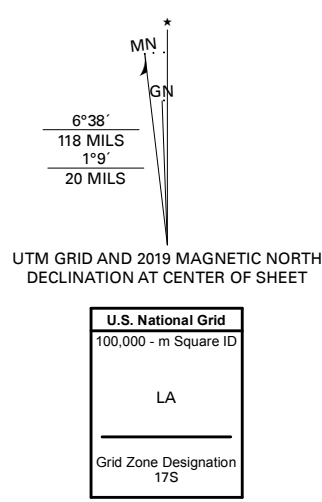 ★
MN
GN
6°38´
118 MILS
1°9´
20 MILS
UTM GRID AND 2019 MAGNETIC NORTH
DECLINATION AT CENTER OF SHEET
U.S. National Grid
100,000 - m Square ID
LA
Grid Zone Designation
17S